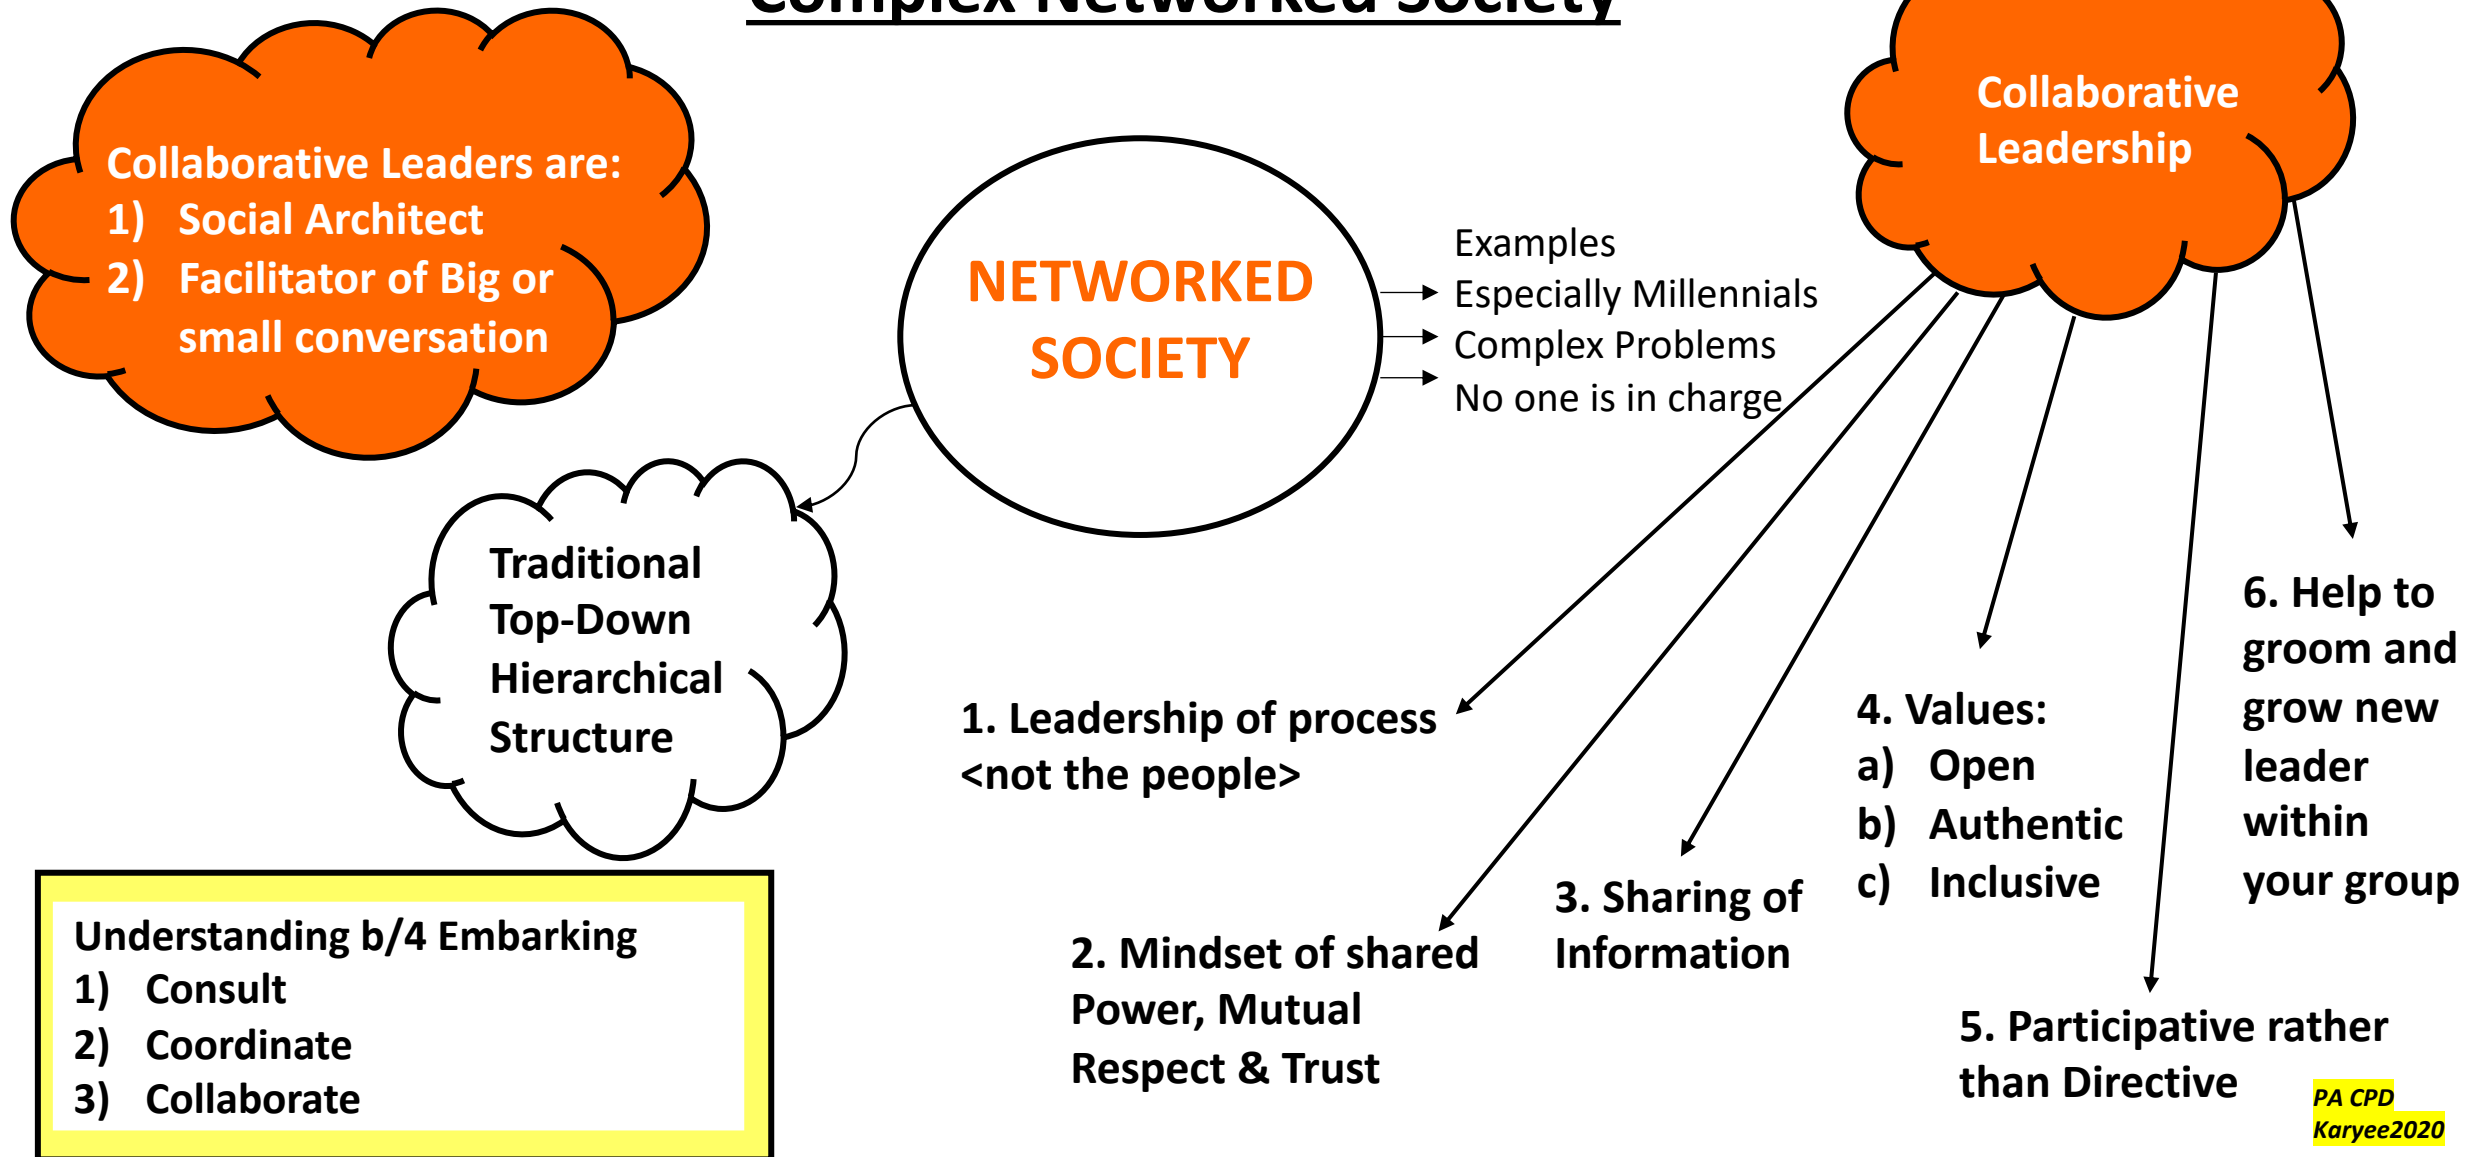 Complex Networked Society
Collaborative Leaders are:
1) Social Architect
2) Facilitator of Big or
small conversation
NETWORKED
SOCIETY
Examples
Especially Millennials
Complex Problems
No one is in charge
Collaborative
Leadership
Traditional
Top-Down
Hierarchical
Structure
1. Leadership of process
<not the people>
2. Mindset of shared
Power, Mutual
Respect & Trust
3. Sharing of
Information
4. Values:
a) Open
b) Authentic
c) Inclusive
5. Participative rather
than Directive
6. Help to
groom and
grow new
leader
within
your group
Understanding b/4 Embarking
1) Consult
2) Coordinate
3) Collaborate
PA CPD
Karyee2020